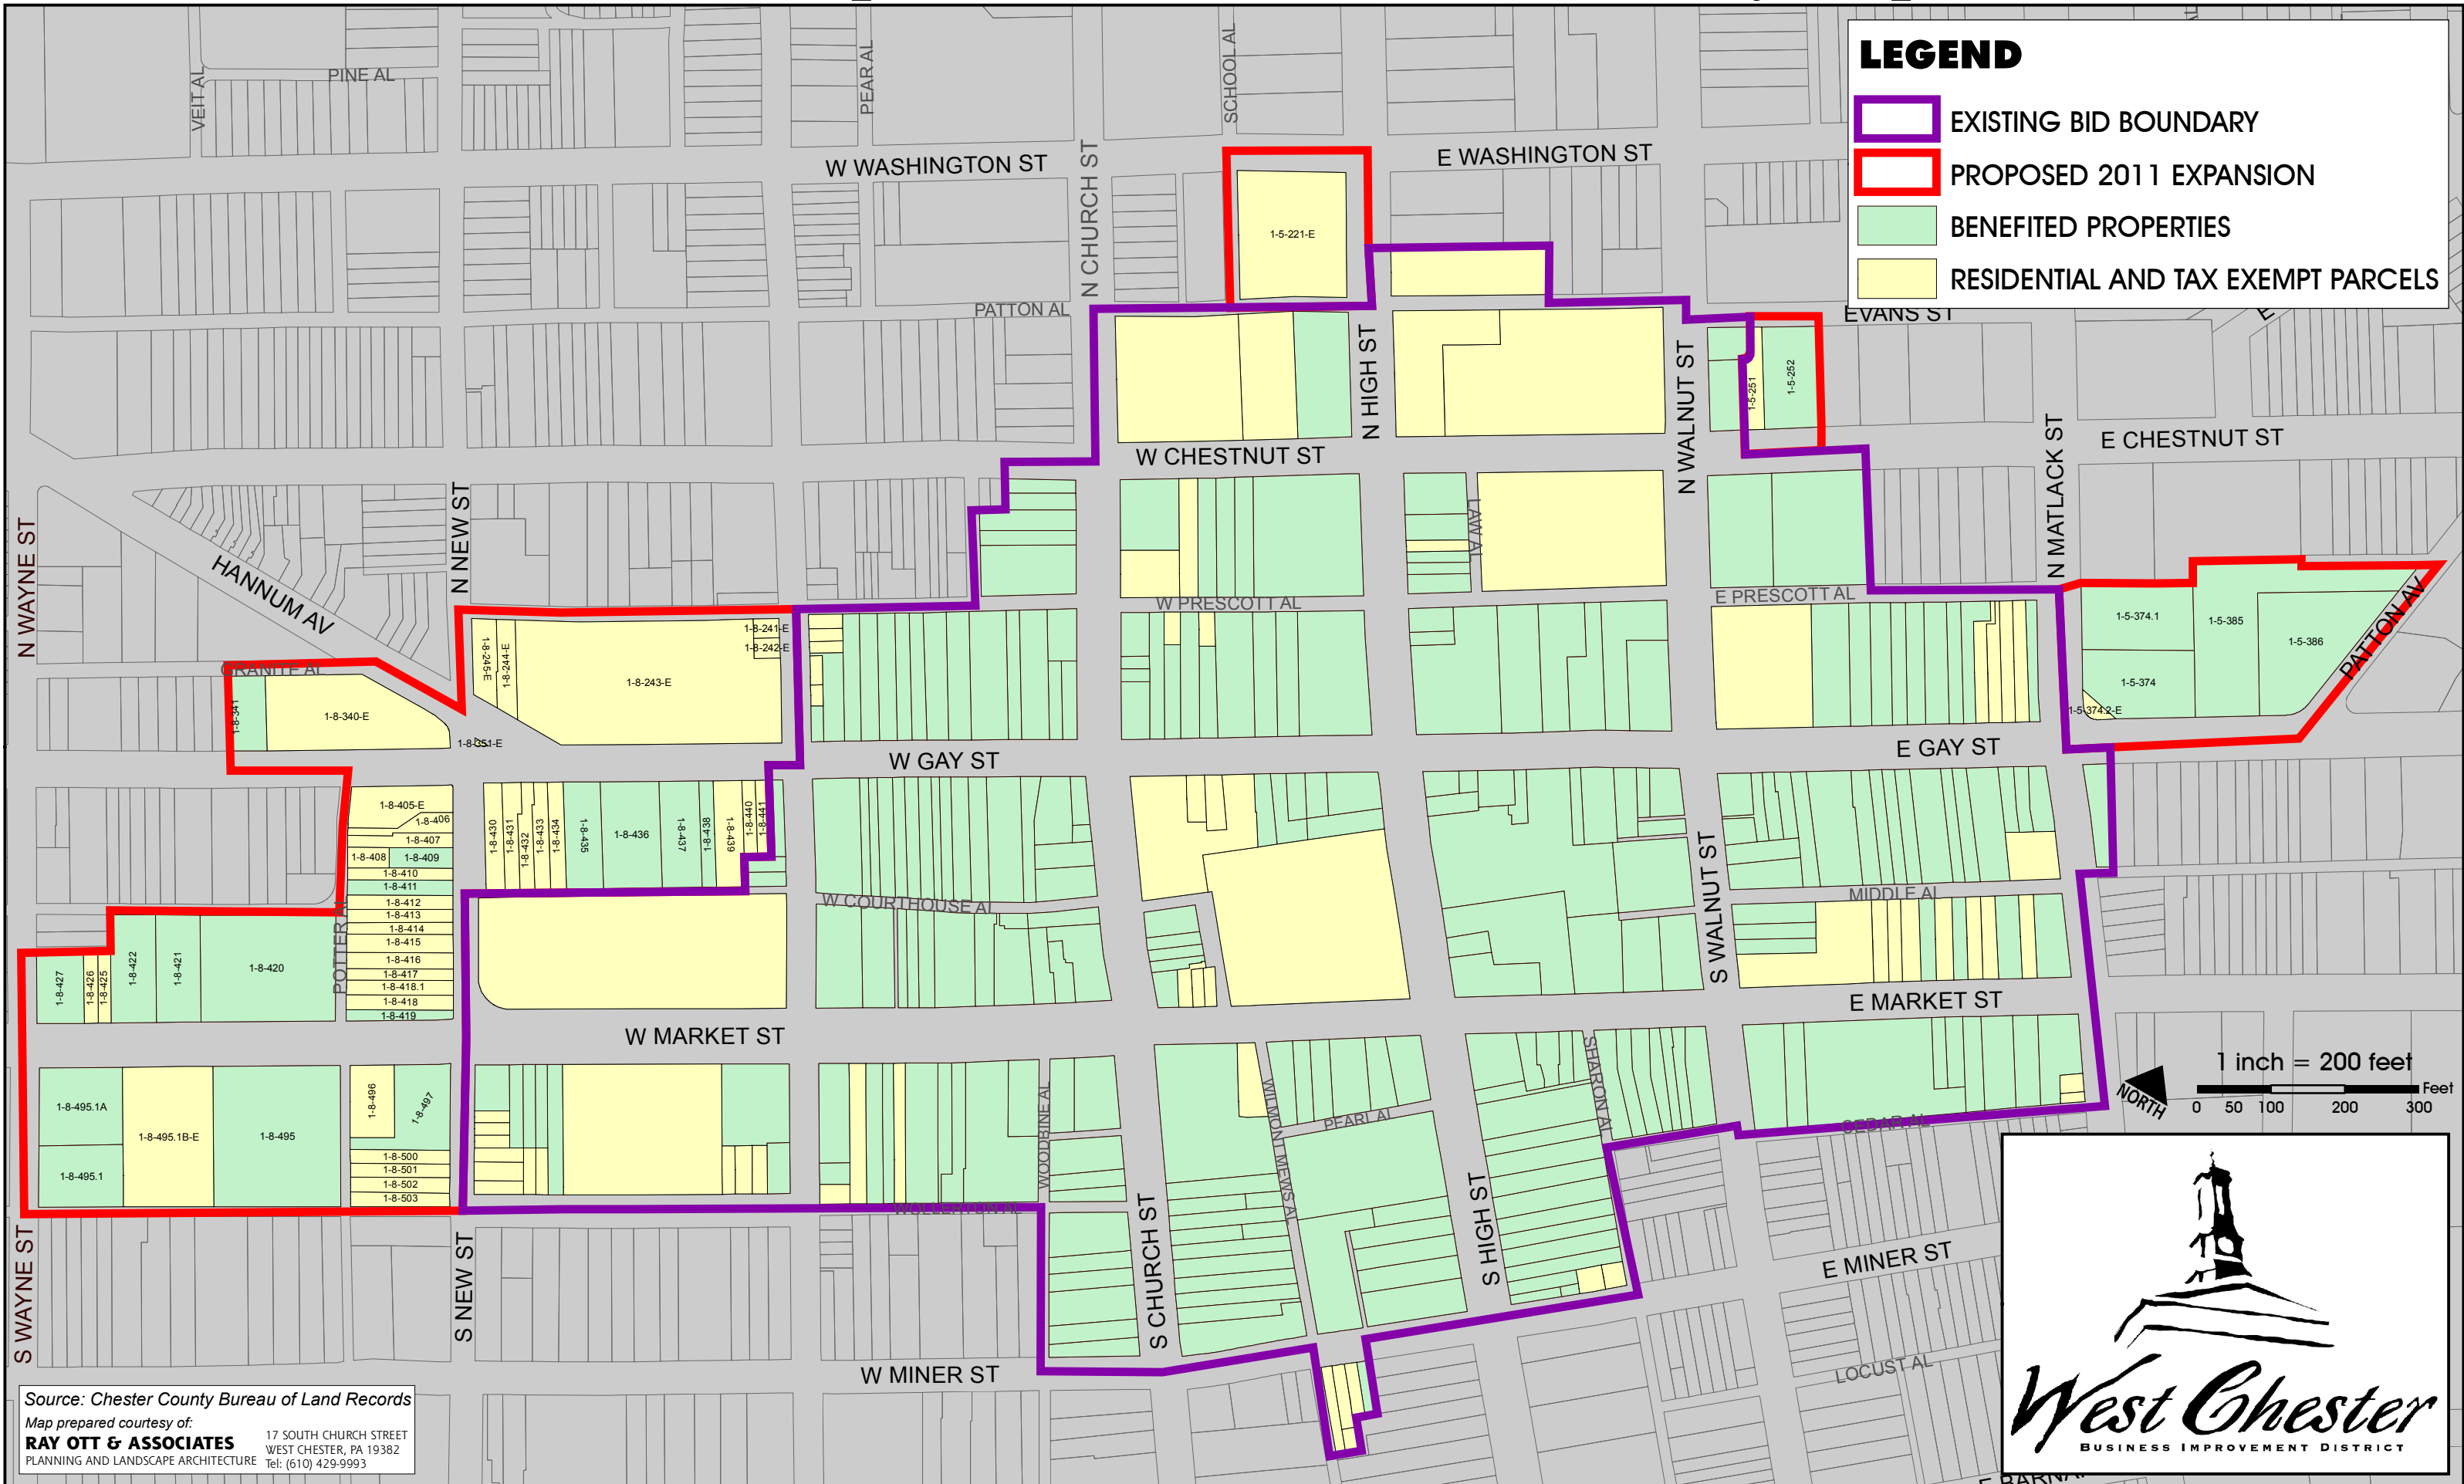 LEGEND
EXISTING BID BOUNDARY
PROPOSED 2011 EXPANSION
BENEFITED PROPERTIES
RESIDENTIAL AND TAX EXEMPT PARCELS
VEIT AL
PINE AL
PEAR AL
SCHOOL AL
W WASHINGTON ST
N CHURCH ST
E WASHINGTON ST
1-5-221-E
PATTON AL
EVANS ST
N HIGH ST
N WALNUT ST
1-5-251
1-5-252
W CHESTNUT ST
N MATLACK ST
E CHESTNUT ST
N WAYNE ST
HANNUM AV
N NEW ST
LAW AL
W PRESCOTT AL
E PRESCOTT AL
1-8-241-E
1-8-242-E
1-8-245-E
1-8-244-E
1-8-243-E
GRANITE AL
1-8-341
1-8-340-E
1-8-351-E
1-5-374.1
1-5-385
1-5-386
1-5-374
1-5-374.2-E
PATTON AV
W GAY ST
E GAY ST
1-8-405-E
1-8-406
1-8-407
1-8-408
1-8-409
1-8-410
1-8-411
1-8-412
1-8-413
1-8-414
1-8-415
1-8-416
1-8-417
1-8-418.1
1-8-418
1-8-419
1-8-430
1-8-431
1-8-432
1-8-433
1-8-434
1-8-435
1-8-436
1-8-437
1-8-438
1-8-439
1-8-440
1-8-441
W COURTHOUSE AL
S WALNUT ST
MIDDLE AL
POTTER AL
1-8-427
1-8-426
1-8-425
1-8-422
1-8-421
1-8-420
W MARKET ST
E MARKET ST
1-8-495.1A
1-8-495.1B-E
1-8-495
1-8-495.1
1-8-496
1-8-497
1-8-500
1-8-501
1-8-502
1-8-503
WOODBINE AL
WILMONT MEWS AL
PEARL AL
SHARON AL
CEDAR AL
WOLLERTON AL
S WAYNE ST
S NEW ST
S CHURCH ST
S HIGH ST
W MINER ST
E MINER ST
LOCUST AL
NORTH
1 inch = 200 feet
Feet
0 50 100 200 300
Source: Chester County Bureau of Land Records
Map prepared courtesy of:
RAY OTT & ASSOCIATES
PLANNING AND LANDSCAPE ARCHITECTURE
17 SOUTH CHURCH STREET
WEST CHESTER, PA 19382
Tel: (610) 429-9993
West Chester
BUSINESS IMPROVEMENT DISTRICT